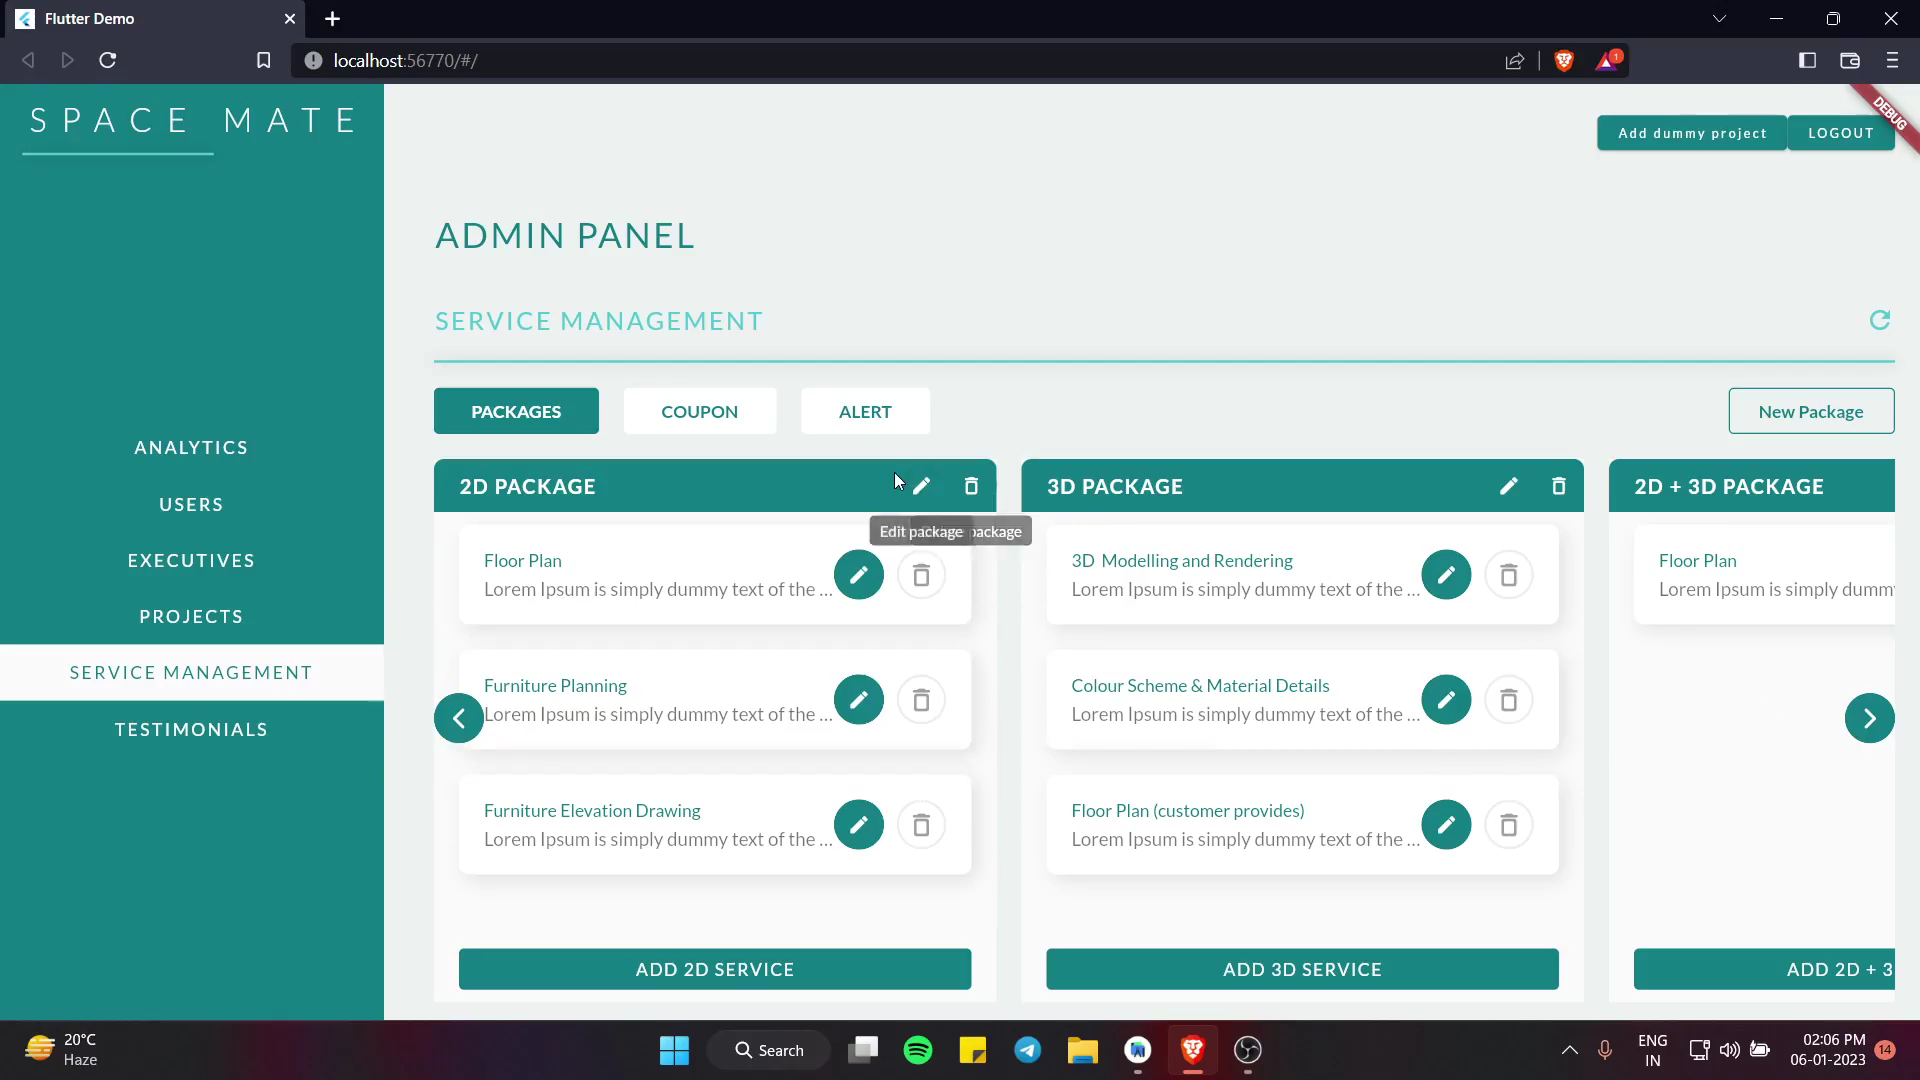 Flutter Demo
localhost:56770/#/
1
SPACE MATE
DEBUG
Add dummy project
LOGOUT
ADMIN PANEL
SERVICE MANAGEMENT
PACKAGES
COUPON
ALERT
New Package
ANALYTICS
USERS
EXECUTIVES
PROJECTS
SERVICE MANAGEMENT
TESTIMONIALS
2D PACKAGE
Edit package
package
Floor Plan
Lorem Ipsum is simply dummy text of the ...
Furniture Planning
Lorem Ipsum is simply dummy text of the ...
Furniture Elevation Drawing
Lorem Ipsum is simply dummy text of the ...
ADD 2D SERVICE
3D PACKAGE
3D Modelling and Rendering
Lorem Ipsum is simply dummy text of the ...
Colour Scheme & Material Details
Lorem Ipsum is simply dummy text of the ...
Floor Plan (customer provides)
Lorem Ipsum is simply dummy text of the ...
ADD 3D SERVICE
2D + 3D PACKAGE
Floor Plan
Lorem Ipsum is simply dumm
ADD 2D + 3
20°C
Haze
Search
ENG
IN
02:06 PM
06-01-2023
14